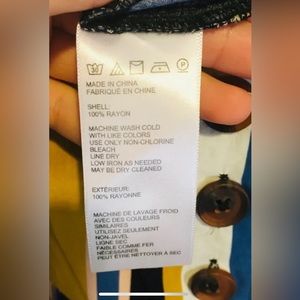 MADE IN CHINA
FABRIQUÉ EN CHINE
SHELL:
100% RAYON
MACHINE WASH COLD
WITH LIKE COLORS
USE ONLY NON-CHLORINE
BLEACH
LINE DRY
LOW IRON AS NEEDED
MAY BE DRY CLEANED
EXTÉRIEUR:
100% RAYONNE
MACHINE DE LAVAGE FROID
AVEC DES COULEURS
SIMILAIRES
UTILISEZ SEULEMENT
NON-JAVEL
LIGNE SEC
FAIBLE COMME FER
NÉCESSAIRES
PEUT ÊTRE NETTOYER A SEC